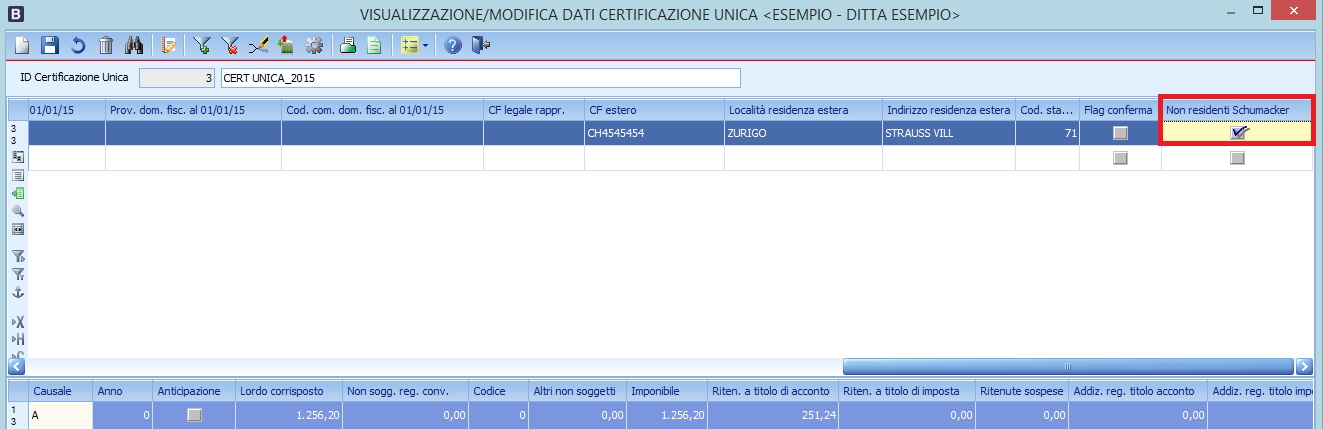 B
VISUALIZZAZIONE/MODIFICA DATI CERTIFICAZIONE UNICA <ESEMPIO - DITTA ESEMPIO>
ID Certificazione Unica 3 CERT UNICA_2015
01/01/15 Prov. dom. fisc. al 01/01/15 Cod. com. dom. fisc. al 01/01/15 CF legale rappr. CF estero Località residenza estera Indirizzo residenza estera Cod. sta... Flag conferma Non residenti Schumacker
3
3
CH4545454 ZURIGO STRAUSS VILL 71
X
H
Causale Anno Anticipazione Lordo corrisposto Non sogg. reg. conv. Codice Altri non soggetti Imponibile Riten. a titolo di acconto Riten. a titolo di imposta Ritenute sospese Addiz. reg. titolo acconto Addiz. reg. titolo impo
1
3
A 0 1.256,20 0,00 0 0,00 1.256,20 251,24 0,00 0,00 0,00